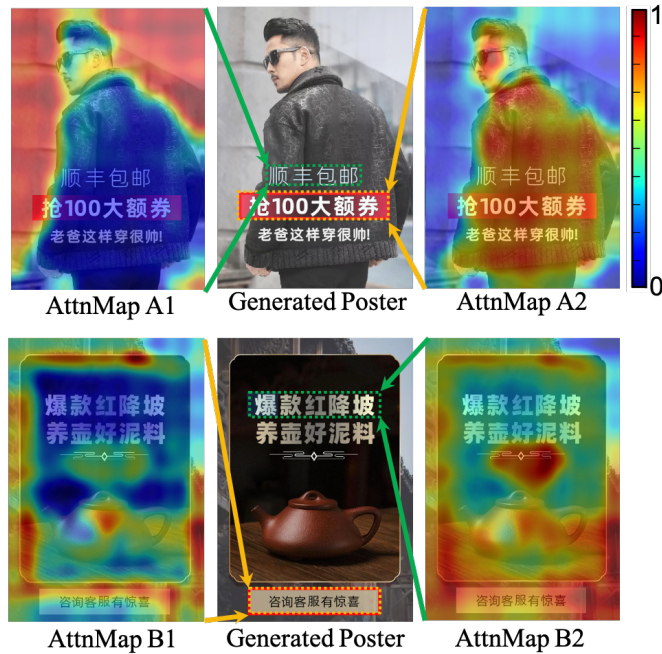 1
0
顺丰包邮
抢100大额券
老爸这样穿很帅!
顺丰包邮
抢100大额券
老爸这样穿很帅!
顺丰包邮
抢100大额券
老爸这样穿很帅!
AttnMap A1
Generated Poster
AttnMap A2
爆款红降坡
养壶好泥料
咨询客服有惊喜
爆款红降坡
养壶好泥料
咨询客服有惊喜
爆款红降坡
养壶好泥料
咨询客服有惊喜
AttnMap B1
Generated Poster
AttnMap B2